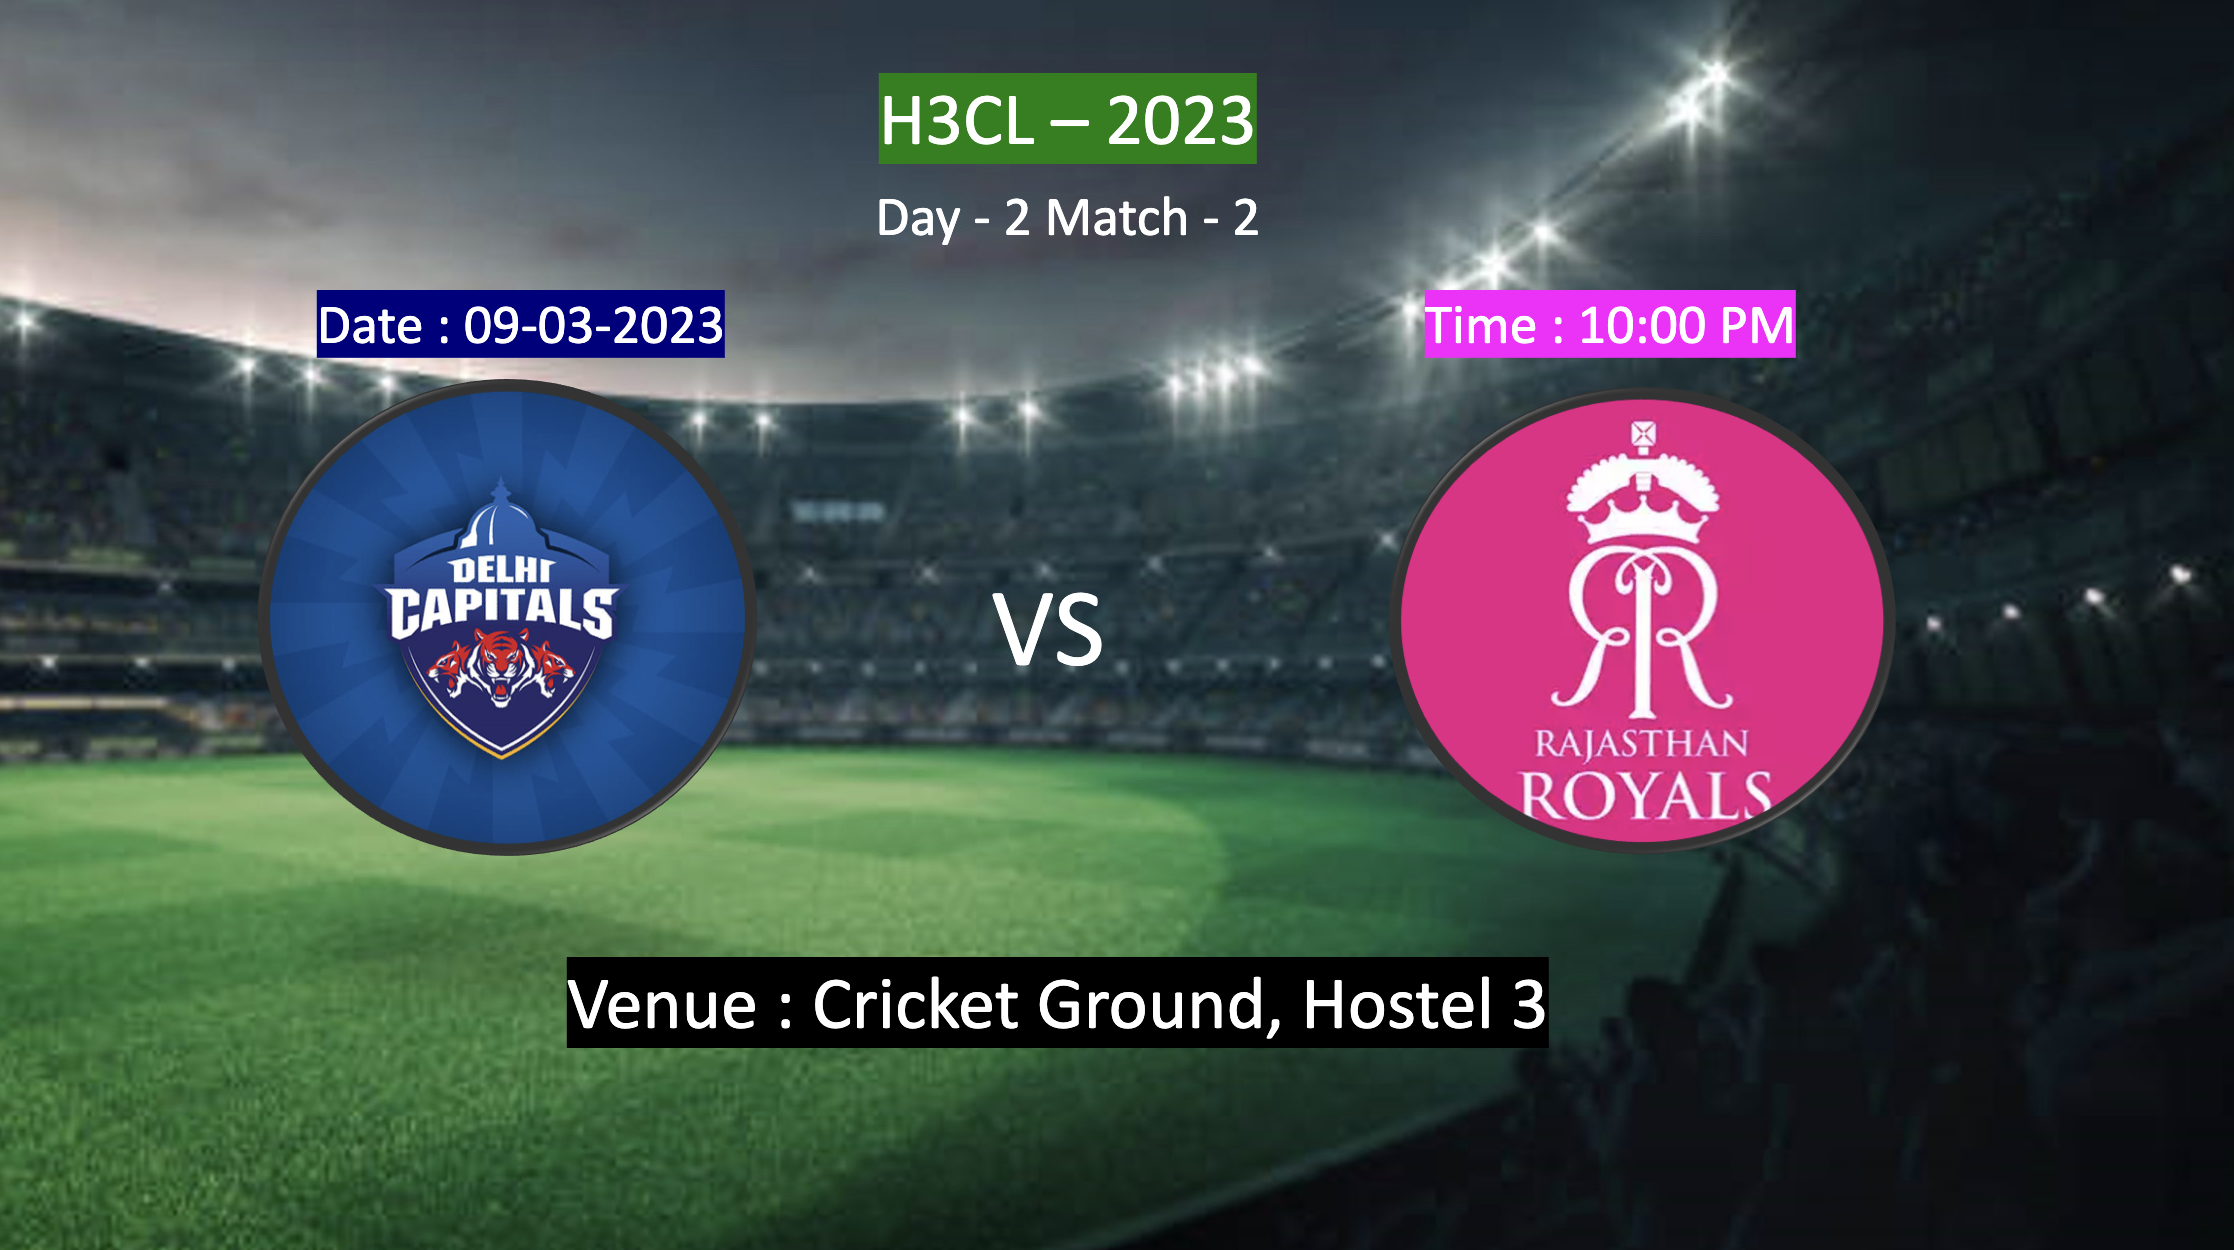 H3CL – 2023
Day - 2 Match - 2
Date : 09-03-2023
Time : 10:00 PM
DELHI
CAPITALS
VS
RAJASTHAN
ROYALS
Venue : Cricket Ground, Hostel 3